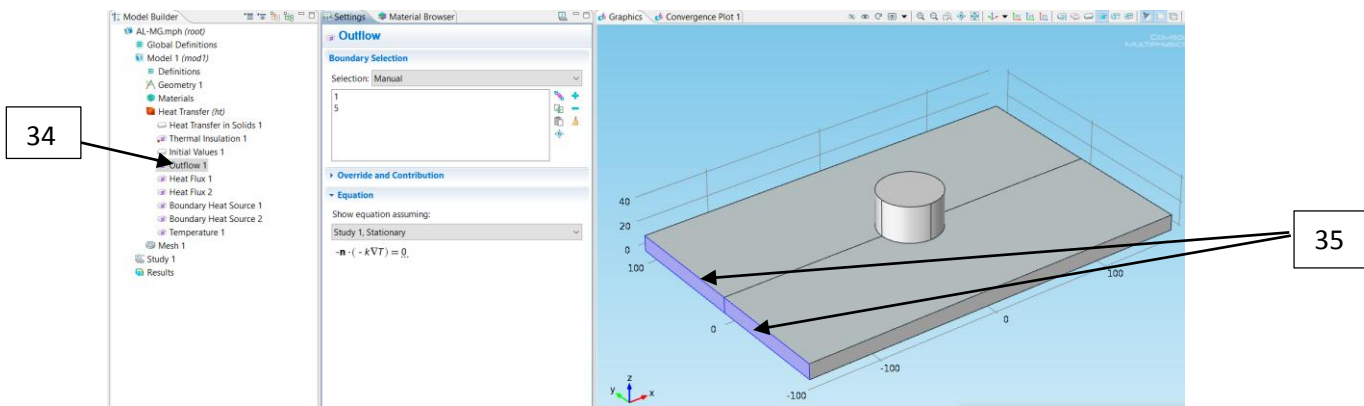 Model Builder
AL-MG.mph (root)
Global Definitions
Model 1 (mod1)
Definitions
Geometry 1
Materials
Heat Transfer (ht)
Heat Transfer in Solids 1
Thermal Insulation 1
Initial Values 1
Outflow 1
Heat Flux 1
Heat Flux 2
Boundary Heat Source 1
Boundary Heat Source 2
Temperature 1
Mesh 1
Study 1
Results
34
Settings Material Browser
Outflow
Boundary Selection
Selection: Manual
1
5
Override and Contribution
Equation
Show equation assuming:
Study 1, Stationary
-n·(-k∇T) = 0
Graphics Convergence Plot 1
COMSOL
MULTIPHYSICS
40
20
0
100
0
-100
-100
0
100
z
y
x
35